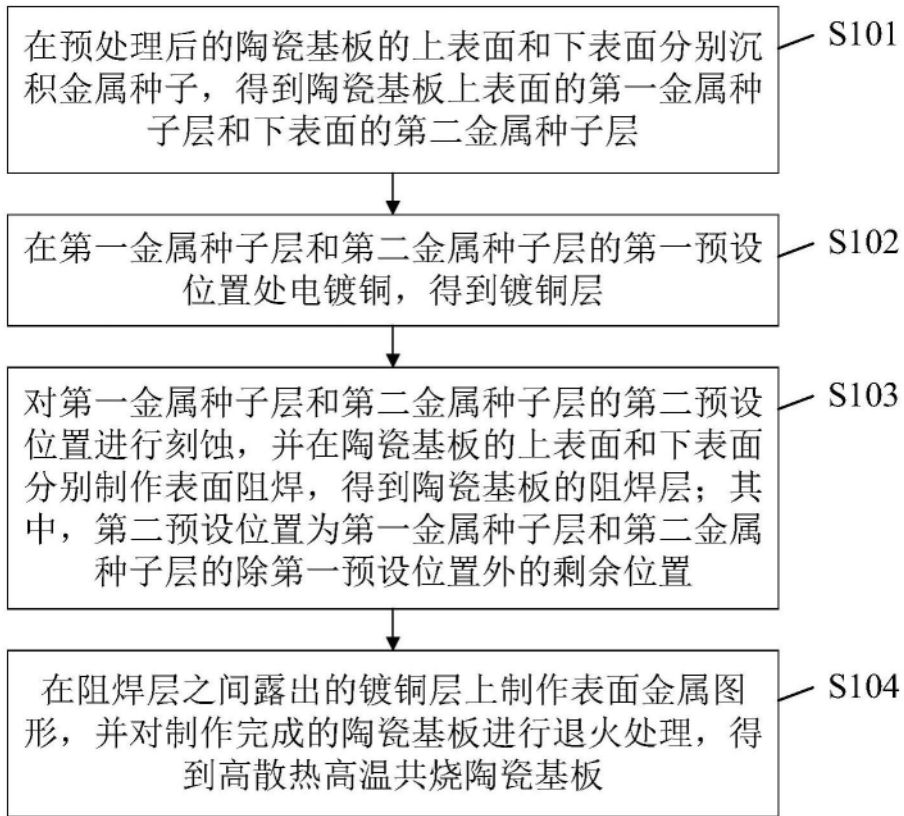 在预处理后的陶瓷基板的上表面和下表面分别沉
积金属种子，得到陶瓷基板上表面的第一金属种
子层和下表面的第二金属种子层
S101
在第一金属种子层和第二金属种子层的第一预设
位置处电镀铜，得到镀铜层
S102
对第一金属种子层和第二金属种子层的第二预设
位置进行刻蚀，并在陶瓷基板的上表面和下表面
分别制作表面阻焊，得到陶瓷基板的阻焊层；其
中，第二预设位置为第一金属种子层和第二金属
种子层的除第一预设位置外的剩余位置
S103
在阻焊层之间露出的镀铜层上制作表面金属图
形，并对制作完成的陶瓷基板进行退火处理，得
到高散热高温共烧陶瓷基板
S104